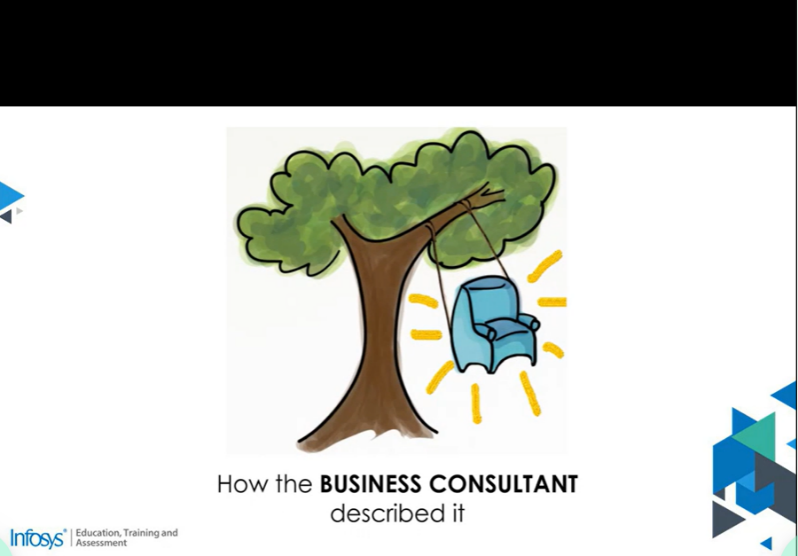 How the BUSINESS CONSULTANT
described it
Infosys® | Education, Training and
Assessment